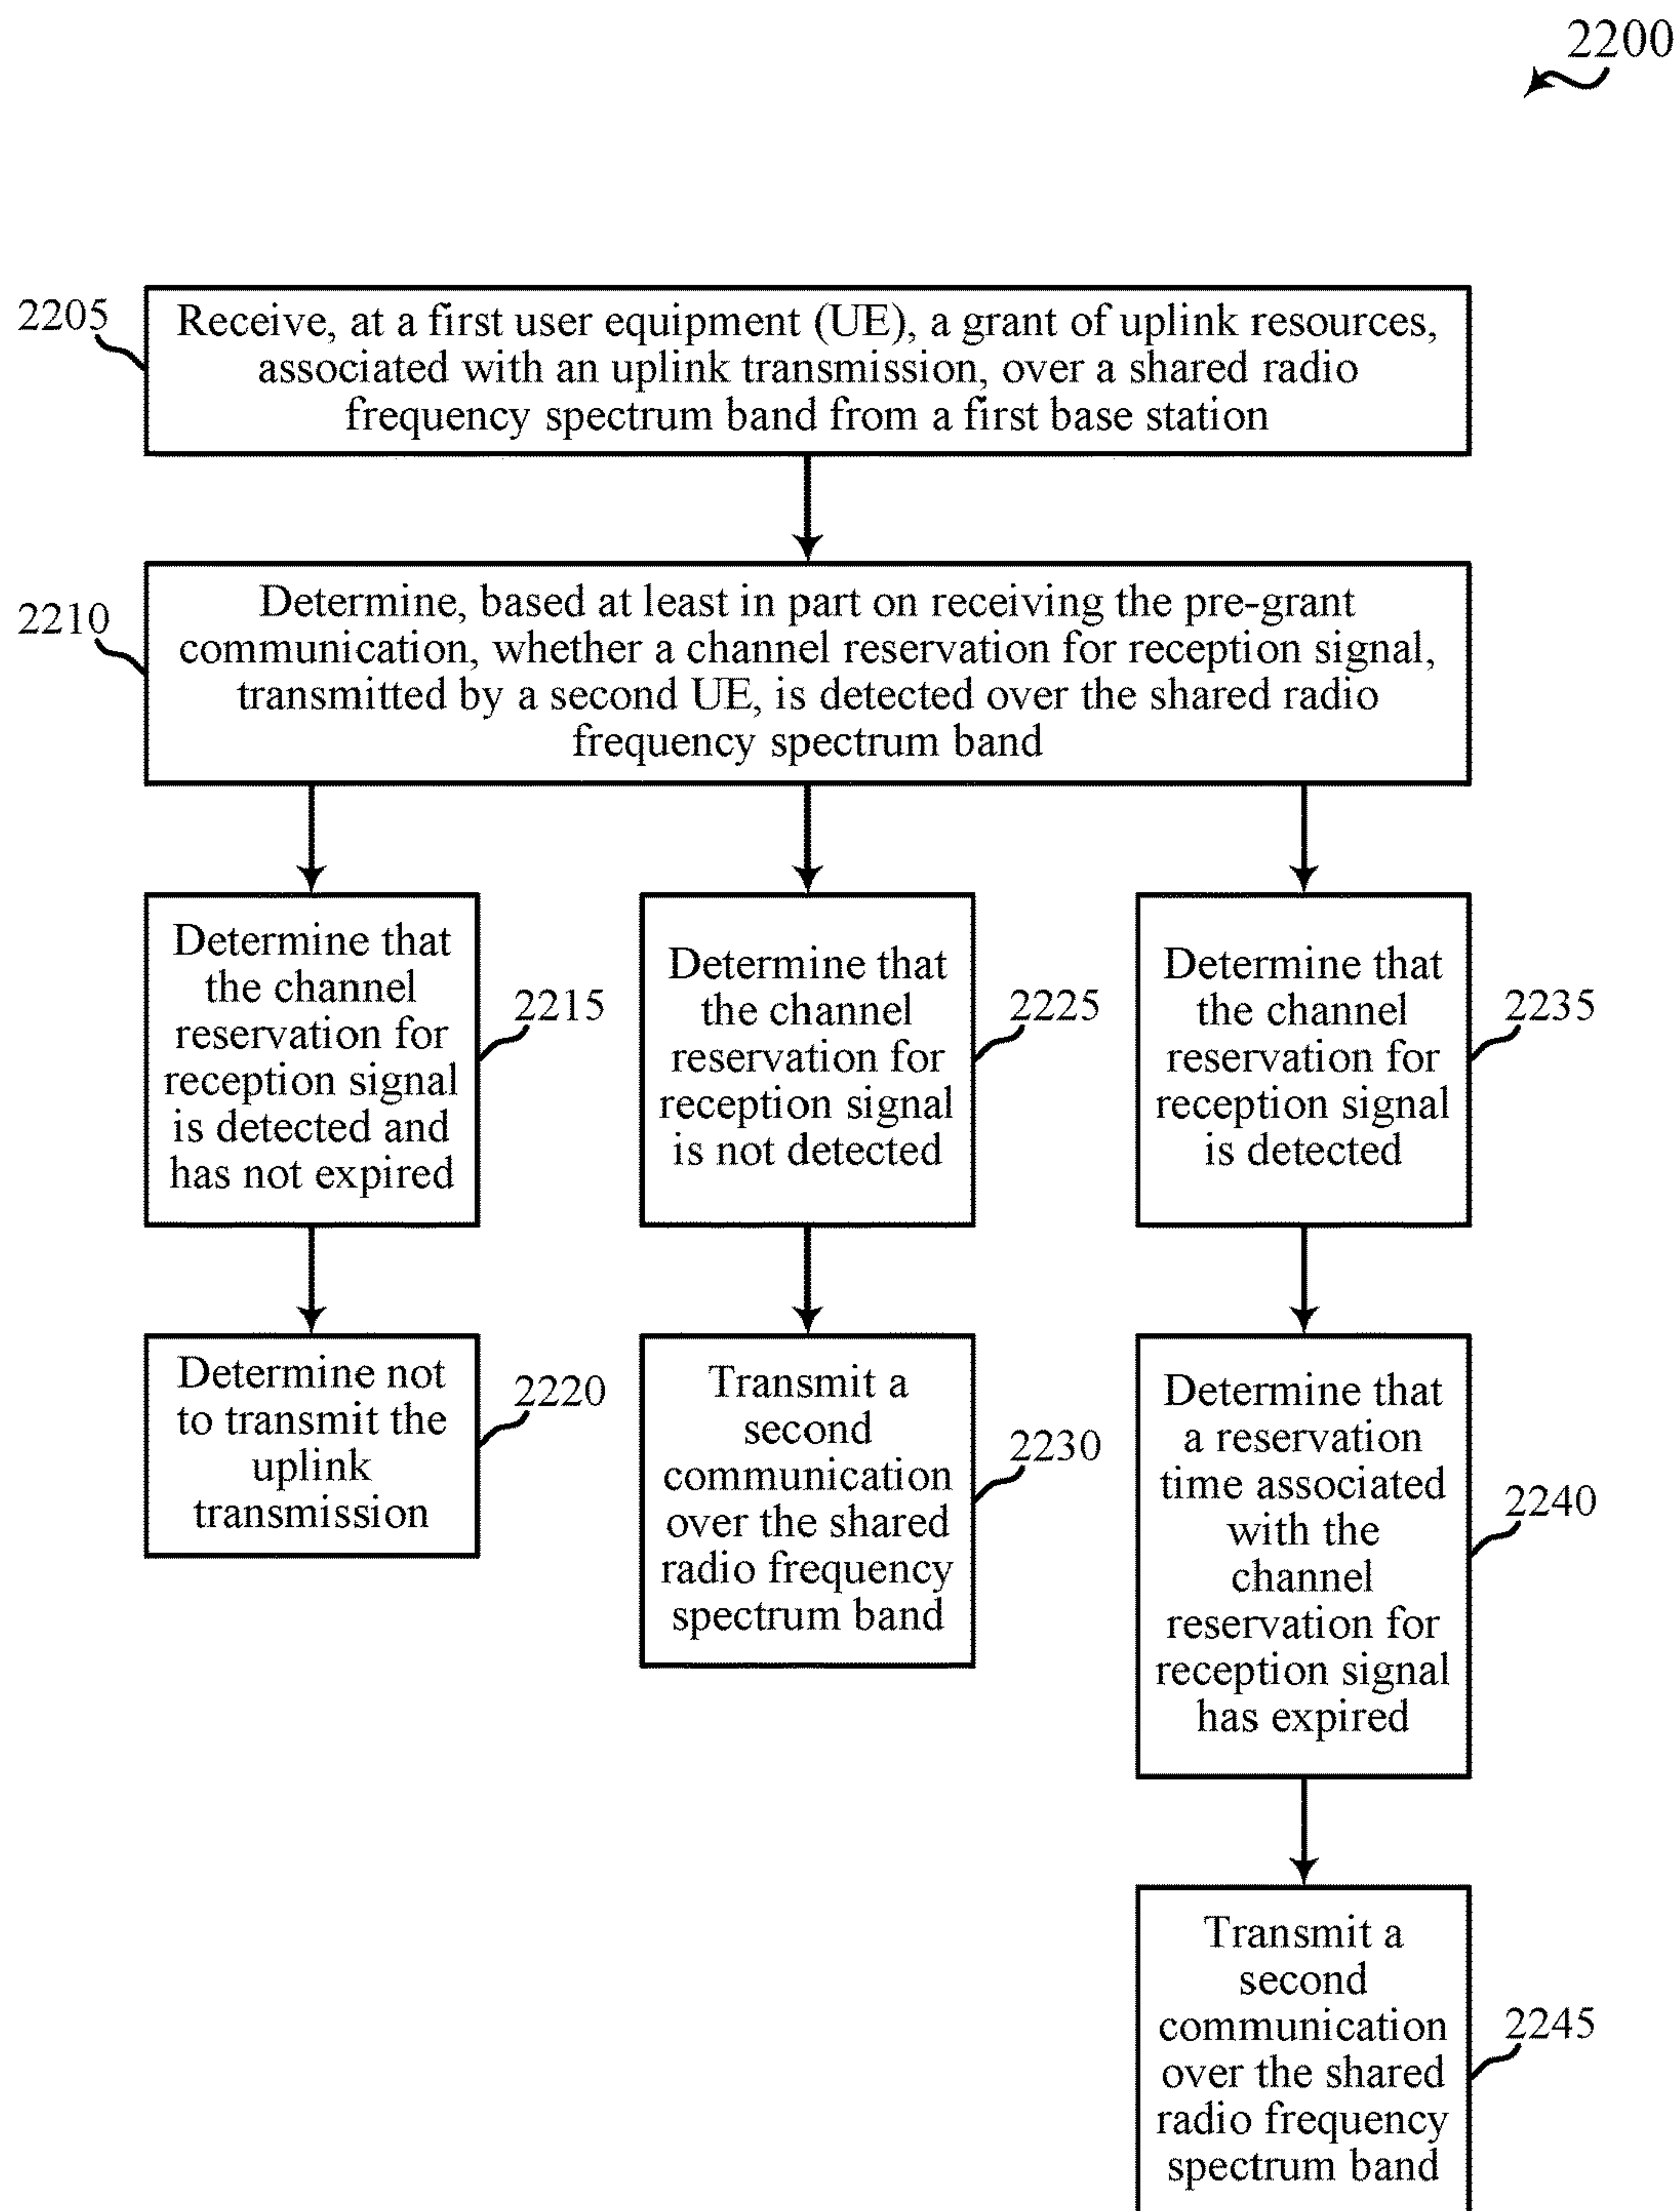 2200
2205
Receive, at a first user equipment (UE), a grant of uplink resources,
associated with an uplink transmission, over a shared radio
frequency spectrum band from a first base station
2210
Determine, based at least in part on receiving the pre-grant
communication, whether a channel reservation for reception signal,
transmitted by a second UE, is detected over the shared radio
frequency spectrum band
Determine that
the channel
reservation for
reception signal
is detected and
has not expired
2215
Determine that
the channel
reservation for
reception signal
is not detected
2225
Determine that
the channel
reservation for
reception signal
is detected
2235
Determine not
to transmit the
uplink
transmission
2220
Transmit a
second
communication
over the shared
radio frequency
spectrum band
2230
Determine that
a reservation
time associated
with the
channel
reservation for
reception signal
has expired
2240
Transmit a
second
communication
over the shared
radio frequency
spectrum band
2245